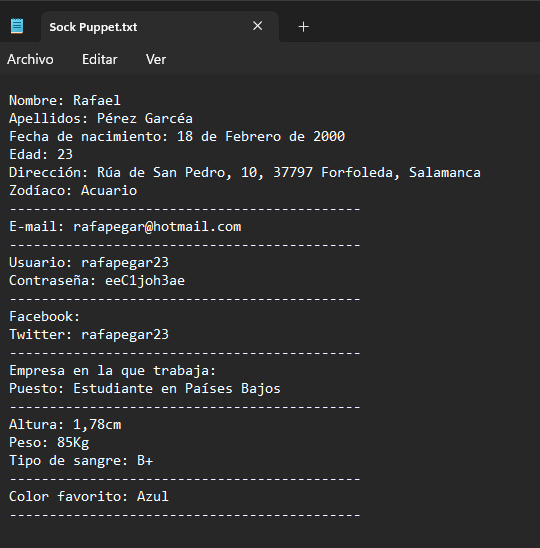 Sock Puppet.txt
Archivo Editar Ver
Nombre: Rafael
Apellidos: Pérez Garcéa
Fecha de nacimiento: 18 de Febrero de 2000
Edad: 23
Dirección: Rúa de San Pedro, 10, 37797 Forfoleda, Salamanca
Zodíaco: Acuario
--------------------------------------------
E-mail: rafapegar@hotmail.com
--------------------------------------------
Usuario: rafapegar23
Contraseña: eeC1joh3ae
--------------------------------------------
Facebook:
Twitter: rafapegar23
--------------------------------------------
Empresa en la que trabaja:
Puesto: Estudiante en Países Bajos
--------------------------------------------
Altura: 1,78cm
Peso: 85Kg
Tipo de sangre: B+
--------------------------------------------
Color favorito: Azul
--------------------------------------------